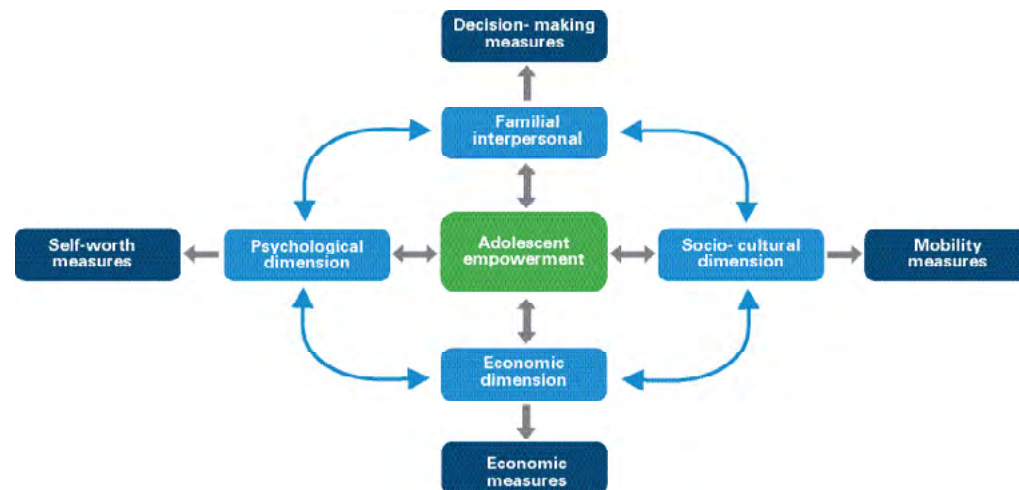 Decision- making
measures
Familial
interpersonal
Self-worth
measures
Psychological
dimension
Adolescent
empowerment
Socio- cultural
dimension
Mobility
measures
Economic
dimension
Economic
measures